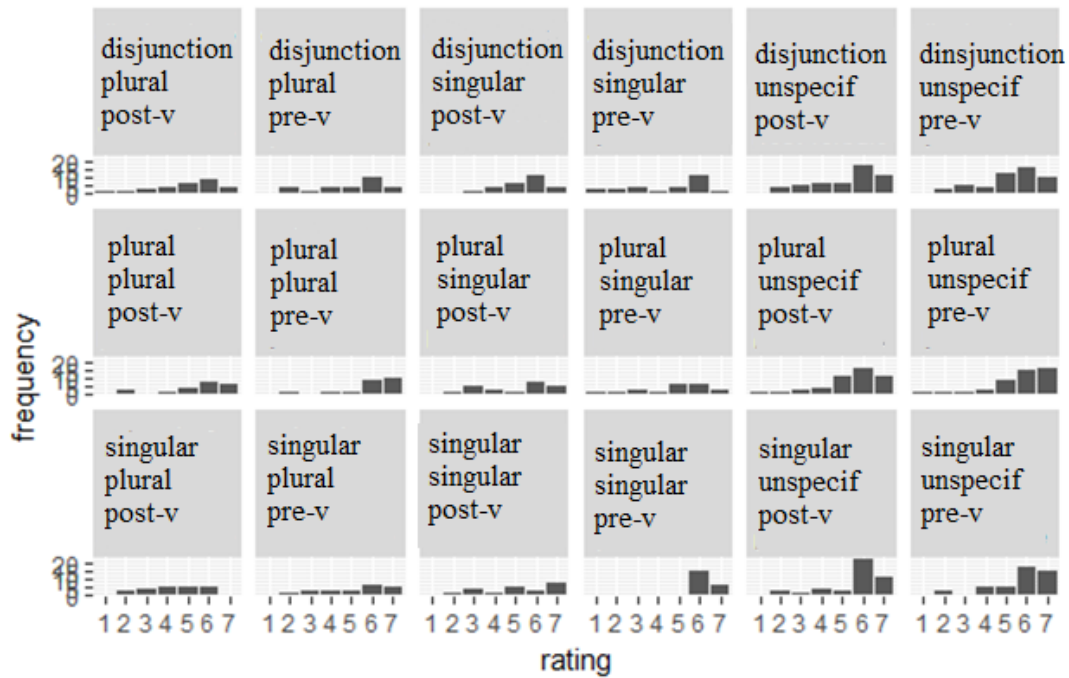 disjunction
plural
post-v
disjunction
plural
pre-v
disjunction
singular
post-v
disjunction
singular
pre-v
disjunction
unspecif
post-v
dinsjunction
unspecif
pre-v
plural
plural
post-v
plural
plural
pre-v
plural
singular
post-v
plural
singular
pre-v
plural
unspecif
post-v
plural
unspecif
pre-v
singular
plural
post-v
singular
plural
pre-v
singular
singular
post-v
singular
singular
pre-v
singular
unspecif
post-v
singular
unspecif
pre-v
frequency
1 2 3 4 5 6 7 1 2 3 4 5 6 7 1 2 3 4 5 6 7 1 2 3 4 5 6 7 1 2 3 4 5 6 7 1 2 3 4 5 6 7
rating